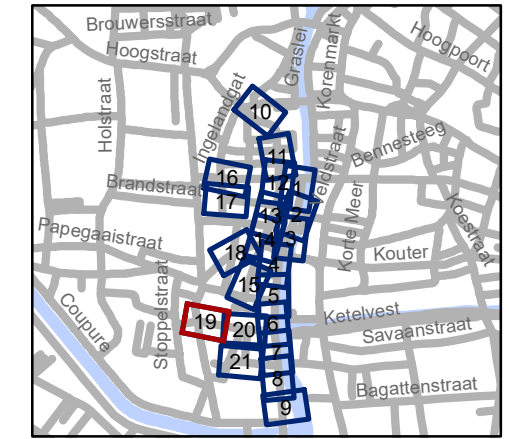 Brouwersstraat
Hoogstraat
Graslei
Korenmarkt
Hoogpoort
Holstraat
Ingelandgat
10
Bennesteeg
Veldstraat
11
16
12
1
Brandstraat
17
13
2
Korte Meer
Koestraat
Papegaaistraat
18
14
3
Kouter
4
15
5
Coupure
Stoppelstraat
19
20
6
Ketelvest
Savaanstraat
21
7
8
Bagattenstraat
9